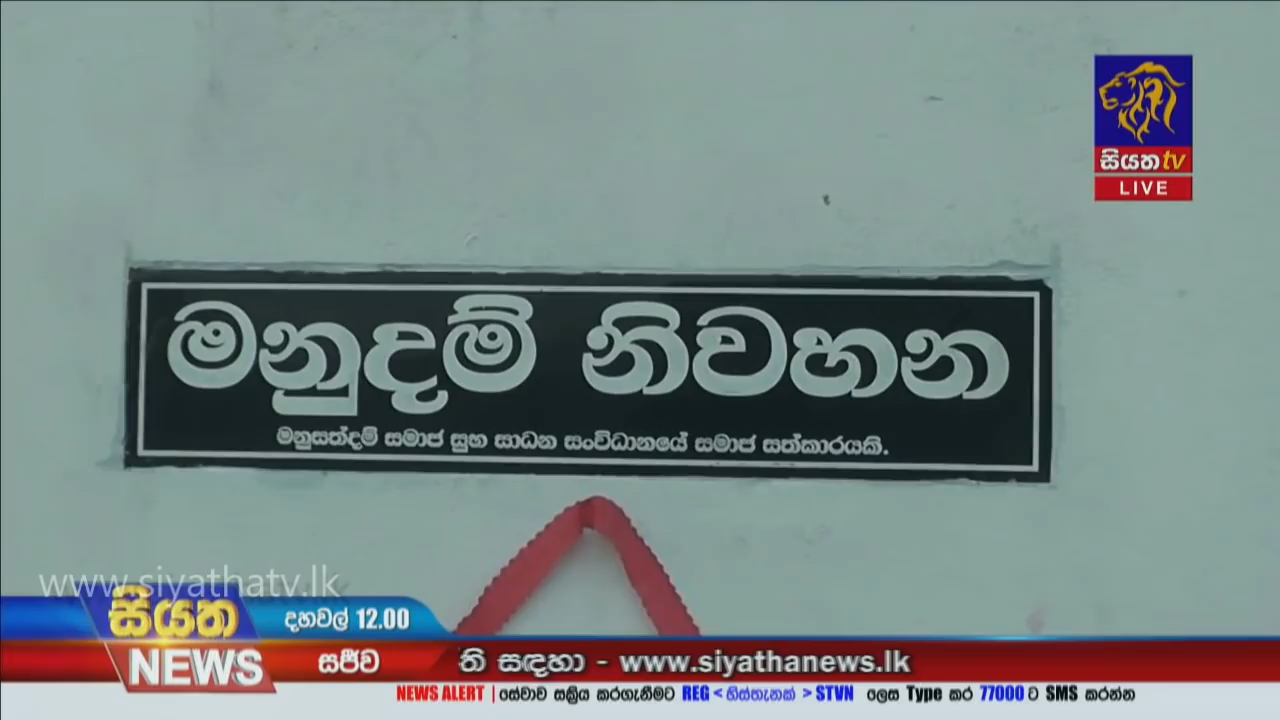 සියත tv
LIVE
මනුදම් නිවහන
මනුසත්දම් සමාජ සුභ සාධන සංවිධානයේ සමාජ සත්කාරයකි.
www.siyathatv.lk
සියත
NEWS
දහවල් 12.00
සජීව
ති සඳහා - www.siyathanews.lk
NEWS ALERT | සේවාව සක්‍රිය කරගැනීමට REG < හිස්තැනක් > STVN ලෙස Type කර 77000 ට SMS කරන්න